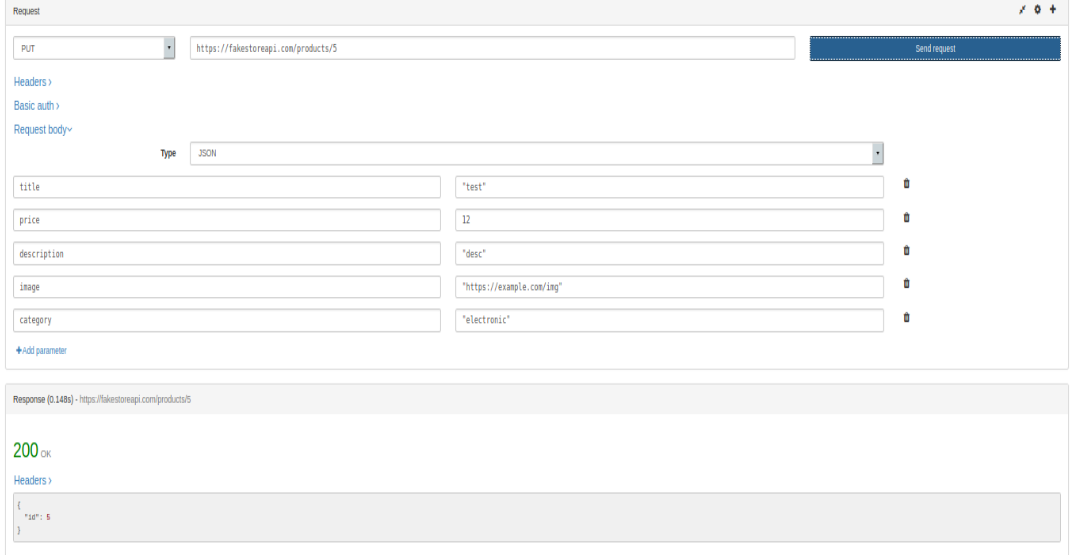 Request
PUT https://fakestoreapi.com/products/5 Send request
Headers ›
Basic auth ›
Request body
Type JSON
title "test"
price 12
description "desc"
image "https://example.com/img"
category "electronic"
+Add parameter
Response (0.148s) - https://fakestoreapi.com/products/5
200 OK
Headers ›
{
"id": 5
}